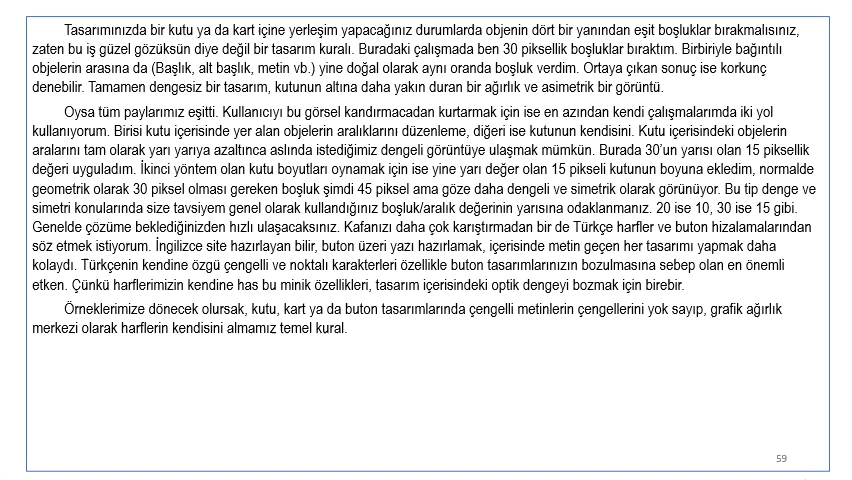 Tasarımınızda bir kutu ya da kart içine yerleşim yapacağınız durumlarda objenin dört bir yanından eşit boşluklar bırakmalısınız,
zaten bu iş güzel gözüksün diye değil bir tasarım kuralı. Buradaki çalışmada ben 30 piksellik boşluklar bıraktım. Birbiriyle bağıntılı
objelerin arasına da (Başlık, alt başlık, metin vb.) yine doğal olarak aynı oranda boşluk verdim. Ortaya çıkan sonuç ise korkunç
denebilir. Tamamen dengesiz bir tasarım, kutunun altına daha yakın duran bir ağırlık ve asimetrik bir görüntü.
Oysa tüm paylarımız eşitti. Kullanıcıyı bu görsel kandırmacadan kurtarmak için ise en azından kendi çalışmalarımda iki yol
kullanıyorum. Birisi kutu içerisinde yer alan objelerin aralıklarını düzenleme, diğeri ise kutunun kendisini. Kutu içerisindeki objelerin
aralarını tam olarak yarı yarıya azaltınca aslında istediğimiz dengeli görüntüye ulaşmak mümkün. Burada 30’un yarısı olan 15 piksellik
değeri uyguladım. İkinci yöntem olan kutu boyutları oynamak için ise yine yarı değer olan 15 pikseli kutunun boyuna ekledim, normalde
geometrik olarak 30 piksel olması gereken boşluk şimdi 45 piksel ama göze daha dengeli ve simetrik olarak görünüyor. Bu tip denge ve
simetri konularında size tavsiyem genel olarak kullandığınız boşluk/aralık değerinin yarısına odaklanmanız. 20 ise 10, 30 ise 15 gibi.
Genelde çözüme beklediğinizden hızlı ulaşacaksınız. Kafanızı daha çok karıştırmadan bir de Türkçe harfler ve buton hizalamalarından
söz etmek istiyorum. İngilizce site hazırlayan bilir, buton üzeri yazı hazırlamak, içerisinde metin geçen her tasarımı yapmak daha
kolaydı. Türkçenin kendine özgü çengelli ve noktalı karakterleri özellikle buton tasarımlarınızın bozulmasına sebep olan en önemli
etken. Çünkü harflerimizin kendine has bu minik özellikleri, tasarım içerisindeki optik dengeyi bozmak için birebir.
Örneklerimize dönecek olursak, kutu, kart ya da buton tasarımlarında çengelli metinlerin çengellerini yok sayıp, grafik ağırlık
merkezi olarak harflerin kendisini almamız temel kural.
59